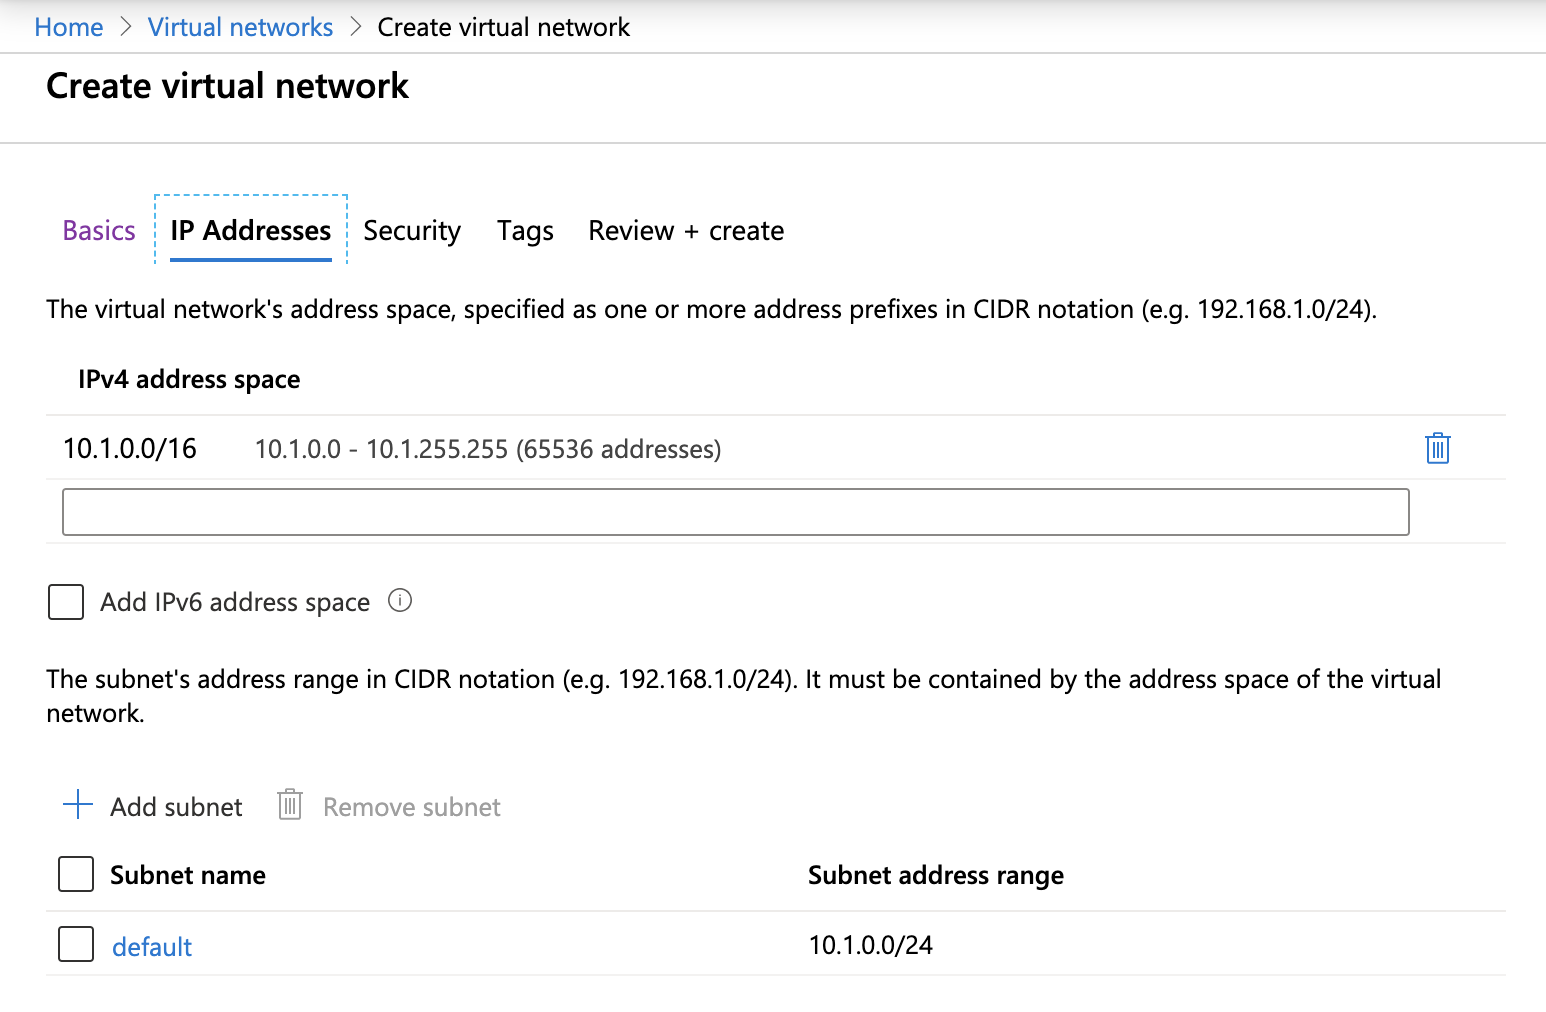 Home > Virtual networks > Create virtual network
Create virtual network
Basics IP Addresses Security Tags Review + create
The virtual network's address space, specified as one or more address prefixes in CIDR notation (e.g. 192.168.1.0/24).
IPv4 address space
10.1.0.0/16 10.1.0.0 - 10.1.255.255 (65536 addresses)
Add IPv6 address space
The subnet's address range in CIDR notation (e.g. 192.168.1.0/24). It must be contained by the address space of the virtual
network.
Add subnet Remove subnet
Subnet name Subnet address range
default 10.1.0.0/24